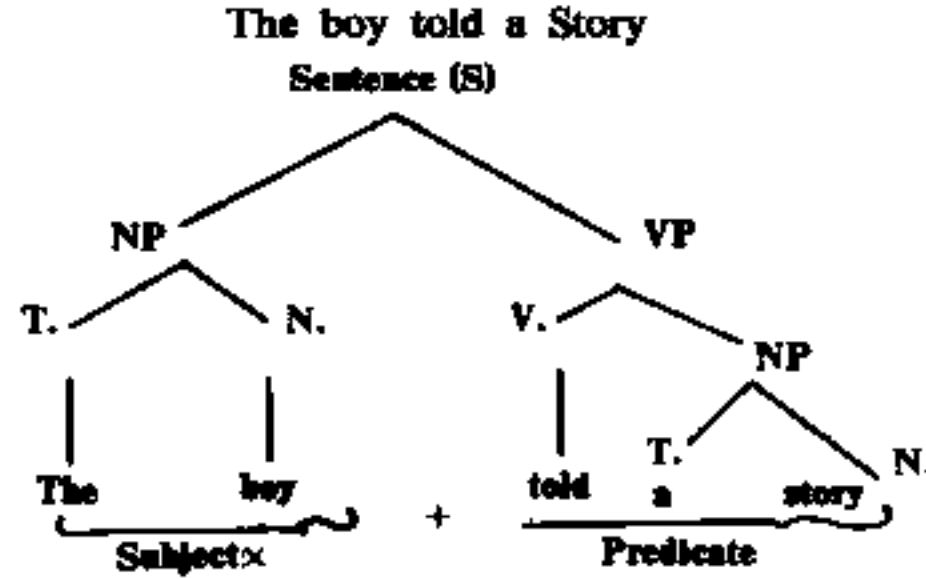 The boy told a Story
Sentence (S)
NP VP
T. N. V.
NP
T. N.
The boy told a story
+
Subject× Predicate